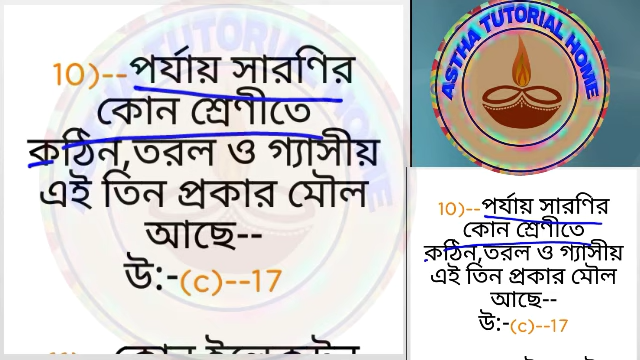 10)--পর্যায় সারণির
কোন শ্রেণীতে
কঠিন,তরল ও গ্যাসীয়
এই তিন প্রকার মৌল
আছে--
উ:-(c)--17
ASTHA TUTORIAL HOME
10)--পর্যায় সারণির
কোন শ্রেণীতে
কঠিন,তরল ও গ্যাসীয়
এই তিন প্রকার মৌল
আছে--
উ:-(c)--17